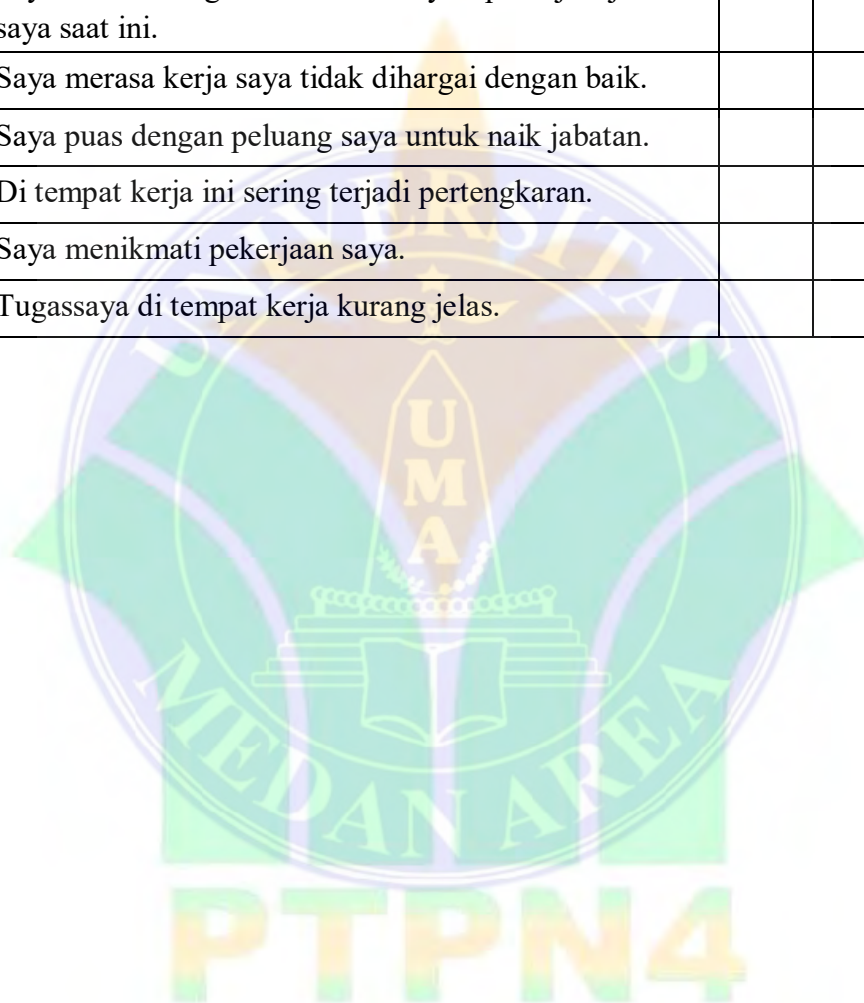 saya saat ini.
Saya merasa kerja saya tidak dihargai dengan baik.
Saya puas dengan peluang saya untuk naik jabatan.
Di tempat kerja ini sering terjadi pertengkaran.
Saya menikmati pekerjaan saya.
Tugassaya di tempat kerja kurang jelas.
UNIVERSITAS
U
M
A
MEDAN AREA
PTPN4